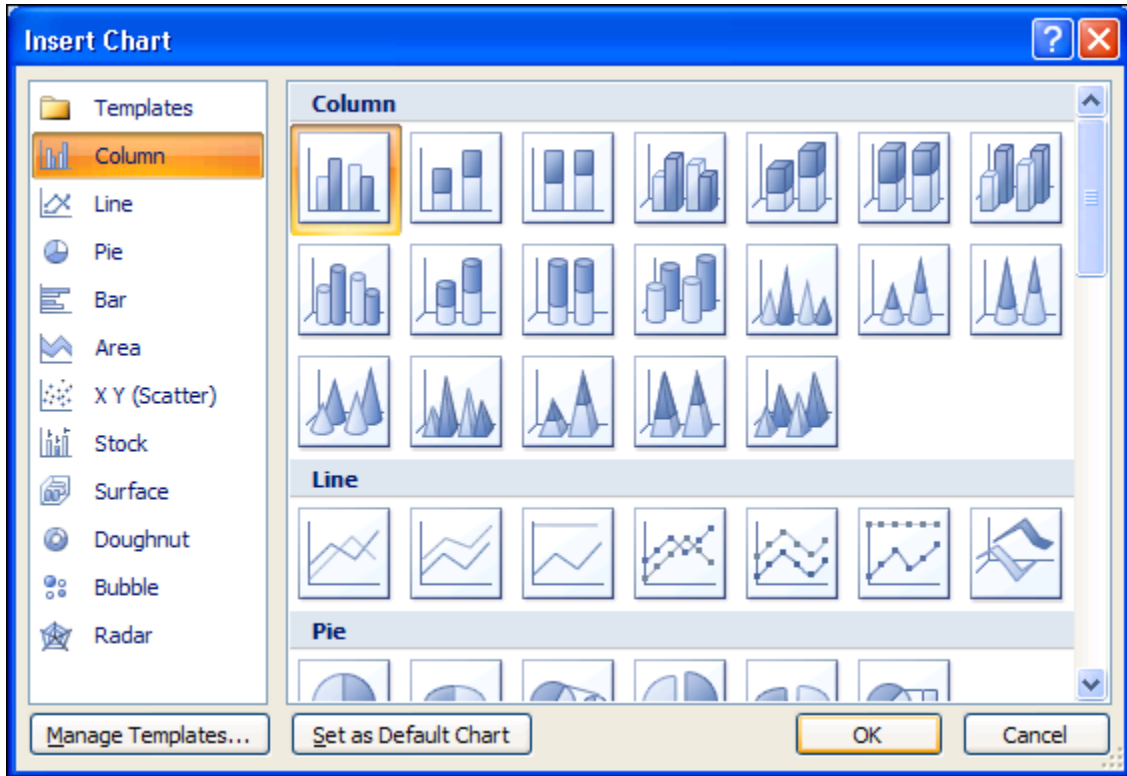 Insert Chart
Templates
Column
Line
Pie
Bar
Area
X Y (Scatter)
Stock
Surface
Doughnut
Bubble
Radar
Column
Line
Pie
Manage Templates...
Set as Default Chart
OK
Cancel